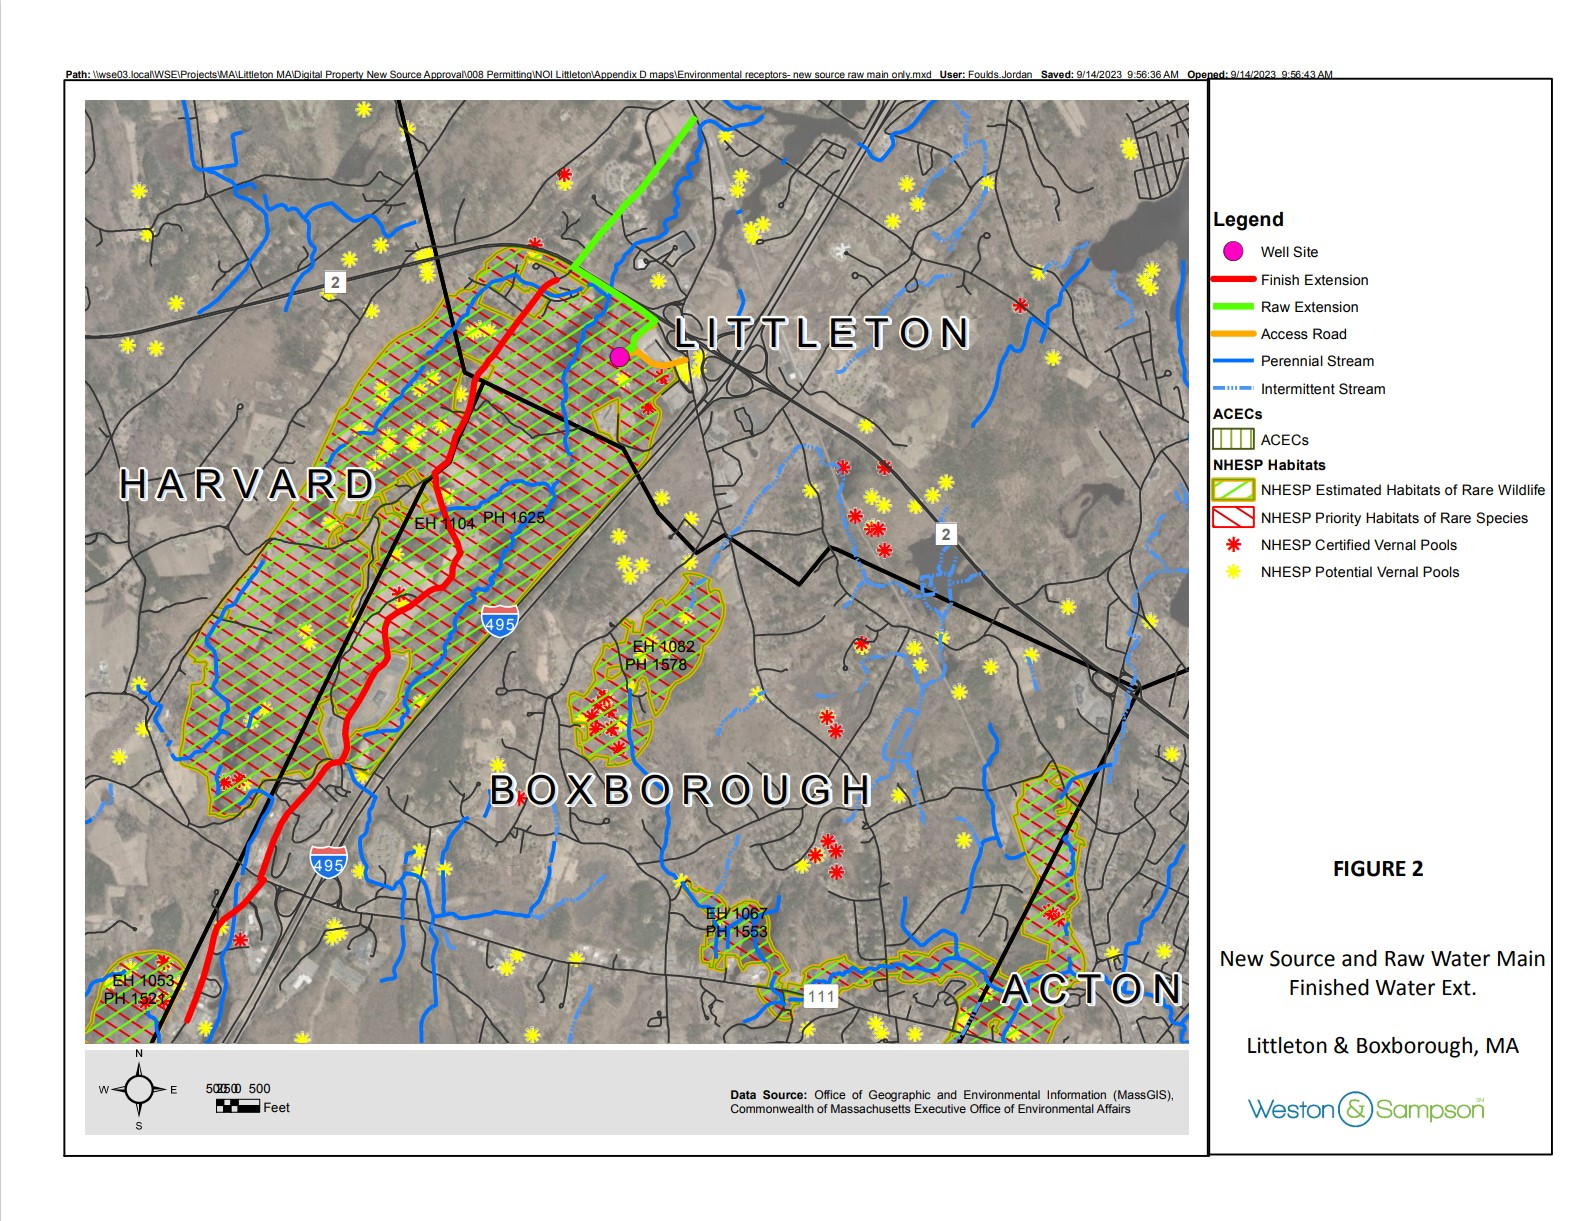 Path: \\wse03.local\WSE\Projects\MA\Littleton MA\Digital Property New Source Approval\008 Permitting\NOI Littleton\Appendix D maps\Environmental receptors- new source raw main only.mxd User: Foulds.Jordan Saved: 9/14/2023 9:56:36 AM Opened: 9/14/2023 9:56:43 AM
2
LITTLETON
HARVARD
EH 1104 PH 1625
2
495
EH 1082
PH 1578
BOXBOROUGH
495
EH 1067
PH 1553
EH 1053
PH 1521
111
ACTON
Legend
Well Site
Finish Extension
Raw Extension
Access Road
Perennial Stream
Intermittent Stream
ACECs
ACECs
NHESP Habitats
NHESP Estimated Habitats of Rare Wildlife
NHESP Priority Habitats of Rare Species
NHESP Certified Vernal Pools
NHESP Potential Vernal Pools
FIGURE 2
New Source and Raw Water Main
Finished Water Ext.
Littleton & Boxborough, MA
Weston & Sampson SM
N
W E
S
500 250 0 500
Feet
Data Source: Office of Geographic and Environmental Information (MassGIS),
Commonwealth of Massachusetts Executive Office of Environmental Affairs